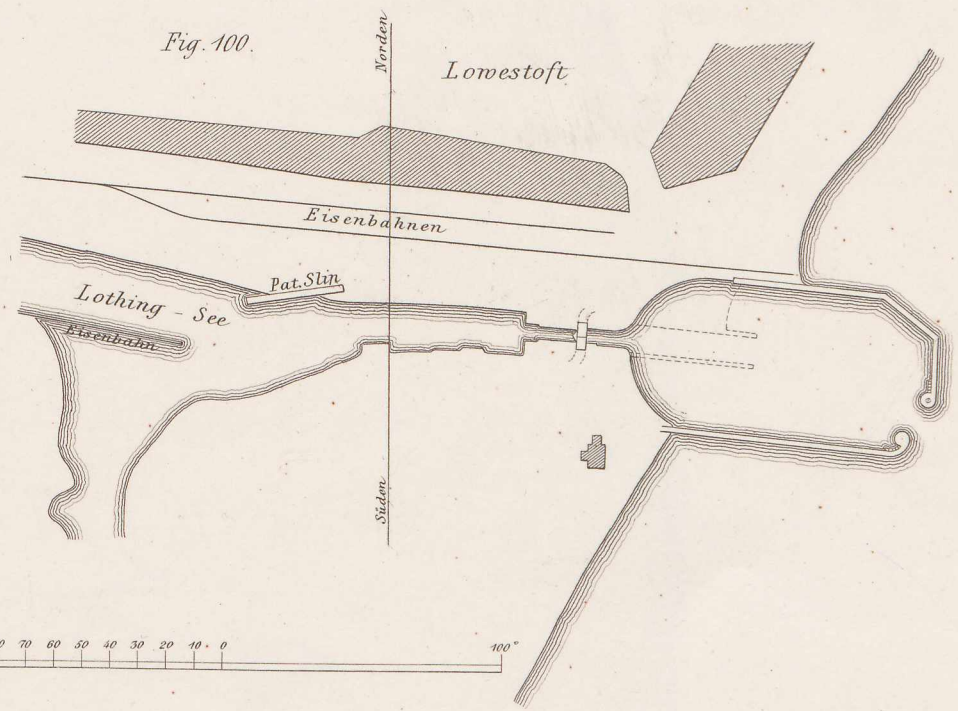 Fig. 100.
Norden
Lowestoft
Eisenbahnen
Pat. Slip
Lothing - See
Eisenbahn
Süden
70 60 50 40 30 20 10 0 100°